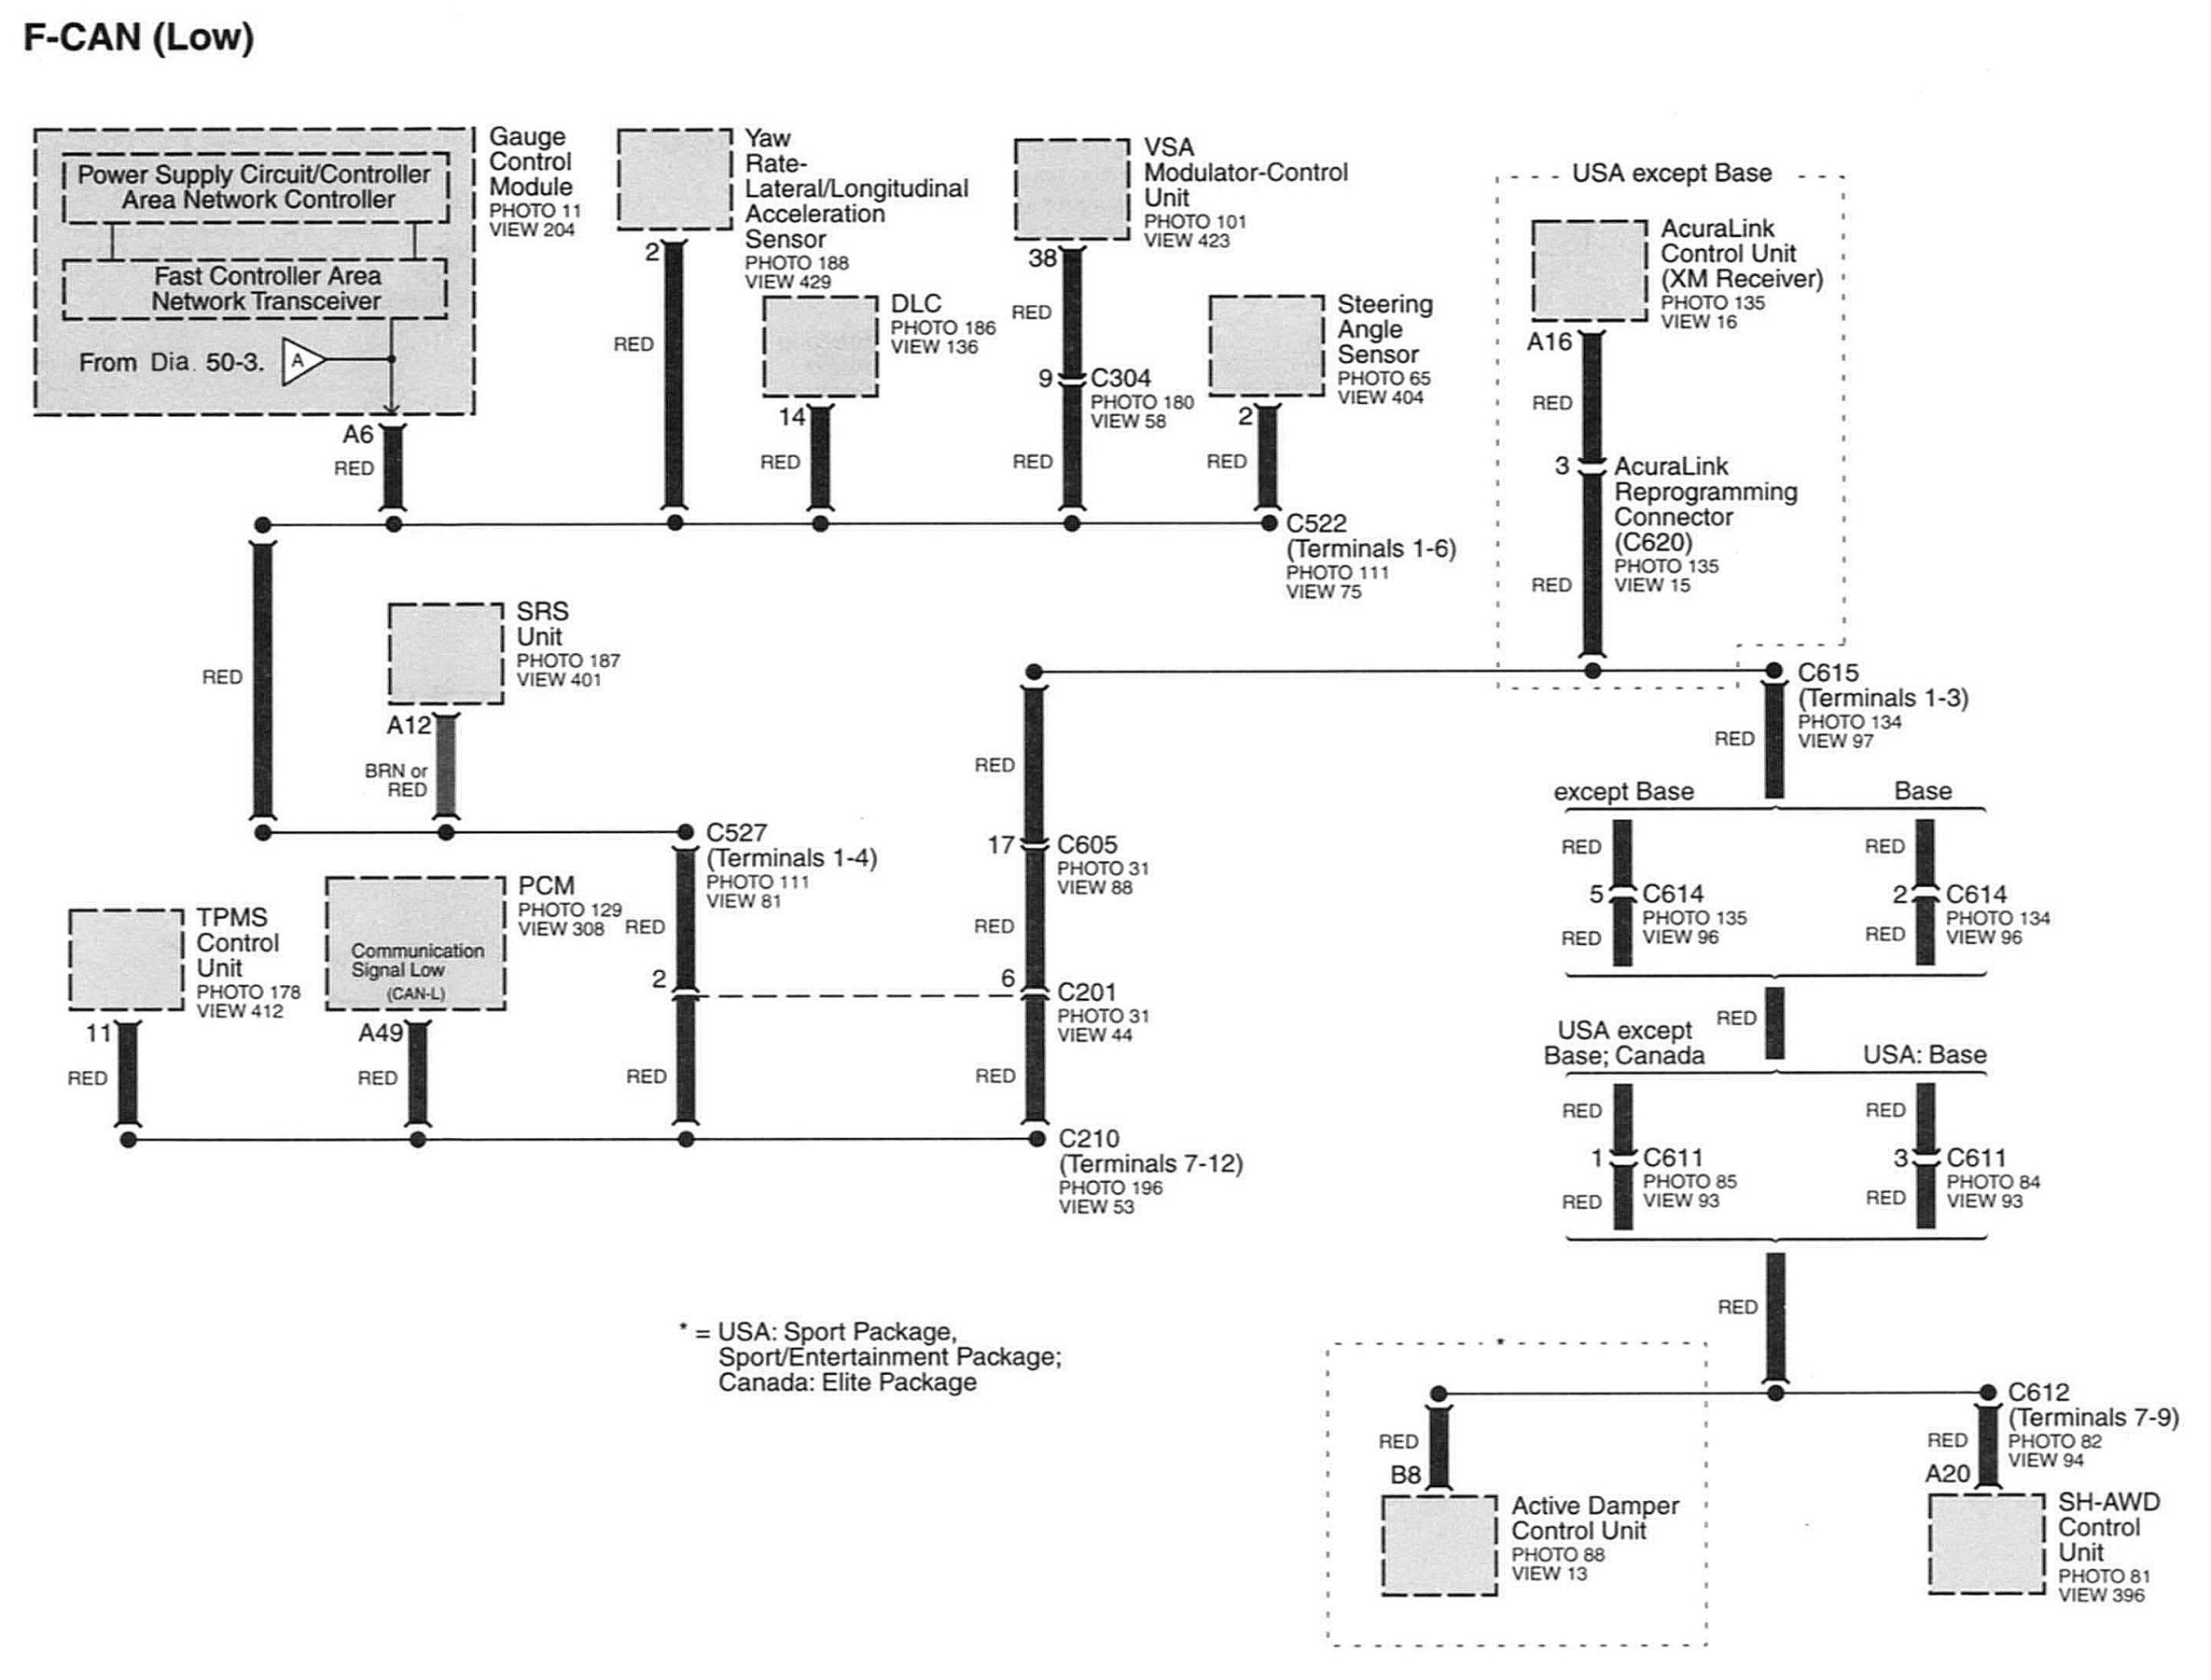 F-CAN (Low)
Power Supply Circuit/Controller
Area Network Controller
Fast Controller Area
Network Transceiver
From Dia. 50-3.
A
Gauge
Control
Module
PHOTO 11
VIEW 204
A6
RED
Yaw
Rate-
Lateral/Longitudinal
Acceleration
Sensor
PHOTO 188
VIEW 429
2
RED
DLC
PHOTO 186
VIEW 136
14
RED
VSA
Modulator-Control
Unit
PHOTO 101
VIEW 423
38
RED
9
C304
PHOTO 180
VIEW 58
RED
Steering
Angle
Sensor
PHOTO 65
VIEW 404
2
RED
C522
(Terminals 1-6)
PHOTO 111
VIEW 75
USA except Base
AcuraLink
Control Unit
(XM Receiver)
PHOTO 135
VIEW 16
A16
RED
3
AcuraLink
Reprogramming
Connector
(C620)
PHOTO 135
VIEW 15
RED
RED
SRS
Unit
PHOTO 187
VIEW 401
A12
BRN or
RED
C527
(Terminals 1-4)
PHOTO 111
VIEW 81
RED
2
RED
TPMS
Control
Unit
PHOTO 178
VIEW 412
11
RED
PCM
PHOTO 129
VIEW 308
Communication
Signal Low
(CAN-L)
A49
RED
RED
17
C605
PHOTO 31
VIEW 88
RED
6
C201
PHOTO 31
VIEW 44
RED
C210
(Terminals 7-12)
PHOTO 196
VIEW 53
C615
(Terminals 1-3)
PHOTO 134
VIEW 97
RED
except Base
Base
RED
5
C614
PHOTO 135
VIEW 96
RED
RED
2
C614
PHOTO 134
VIEW 96
RED
RED
USA except
Base; Canada
USA: Base
RED
1
C611
PHOTO 85
VIEW 93
RED
RED
3
C611
PHOTO 84
VIEW 93
RED
RED
* = USA: Sport Package,
Sport/Entertainment Package;
Canada: Elite Package
*
C612
(Terminals 7-9)
PHOTO 82
VIEW 94
RED
B8
Active Damper
Control Unit
PHOTO 88
VIEW 13
RED
A20
SH-AWD
Control
Unit
PHOTO 81
VIEW 396